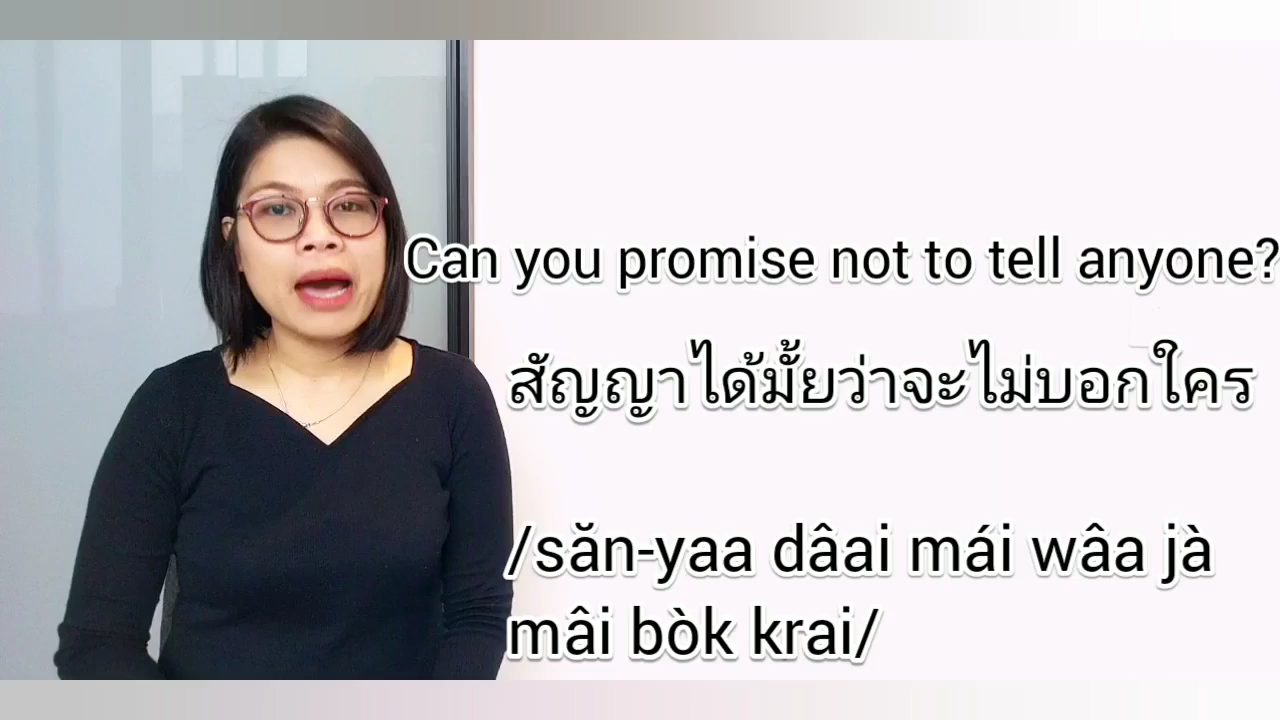 Can you promise not to tell anyone?
สัญญาได้มั้ยว่าจะไม่บอกใคร
/săn-yaa dâai mái wâa jà
mâi bòk krai/